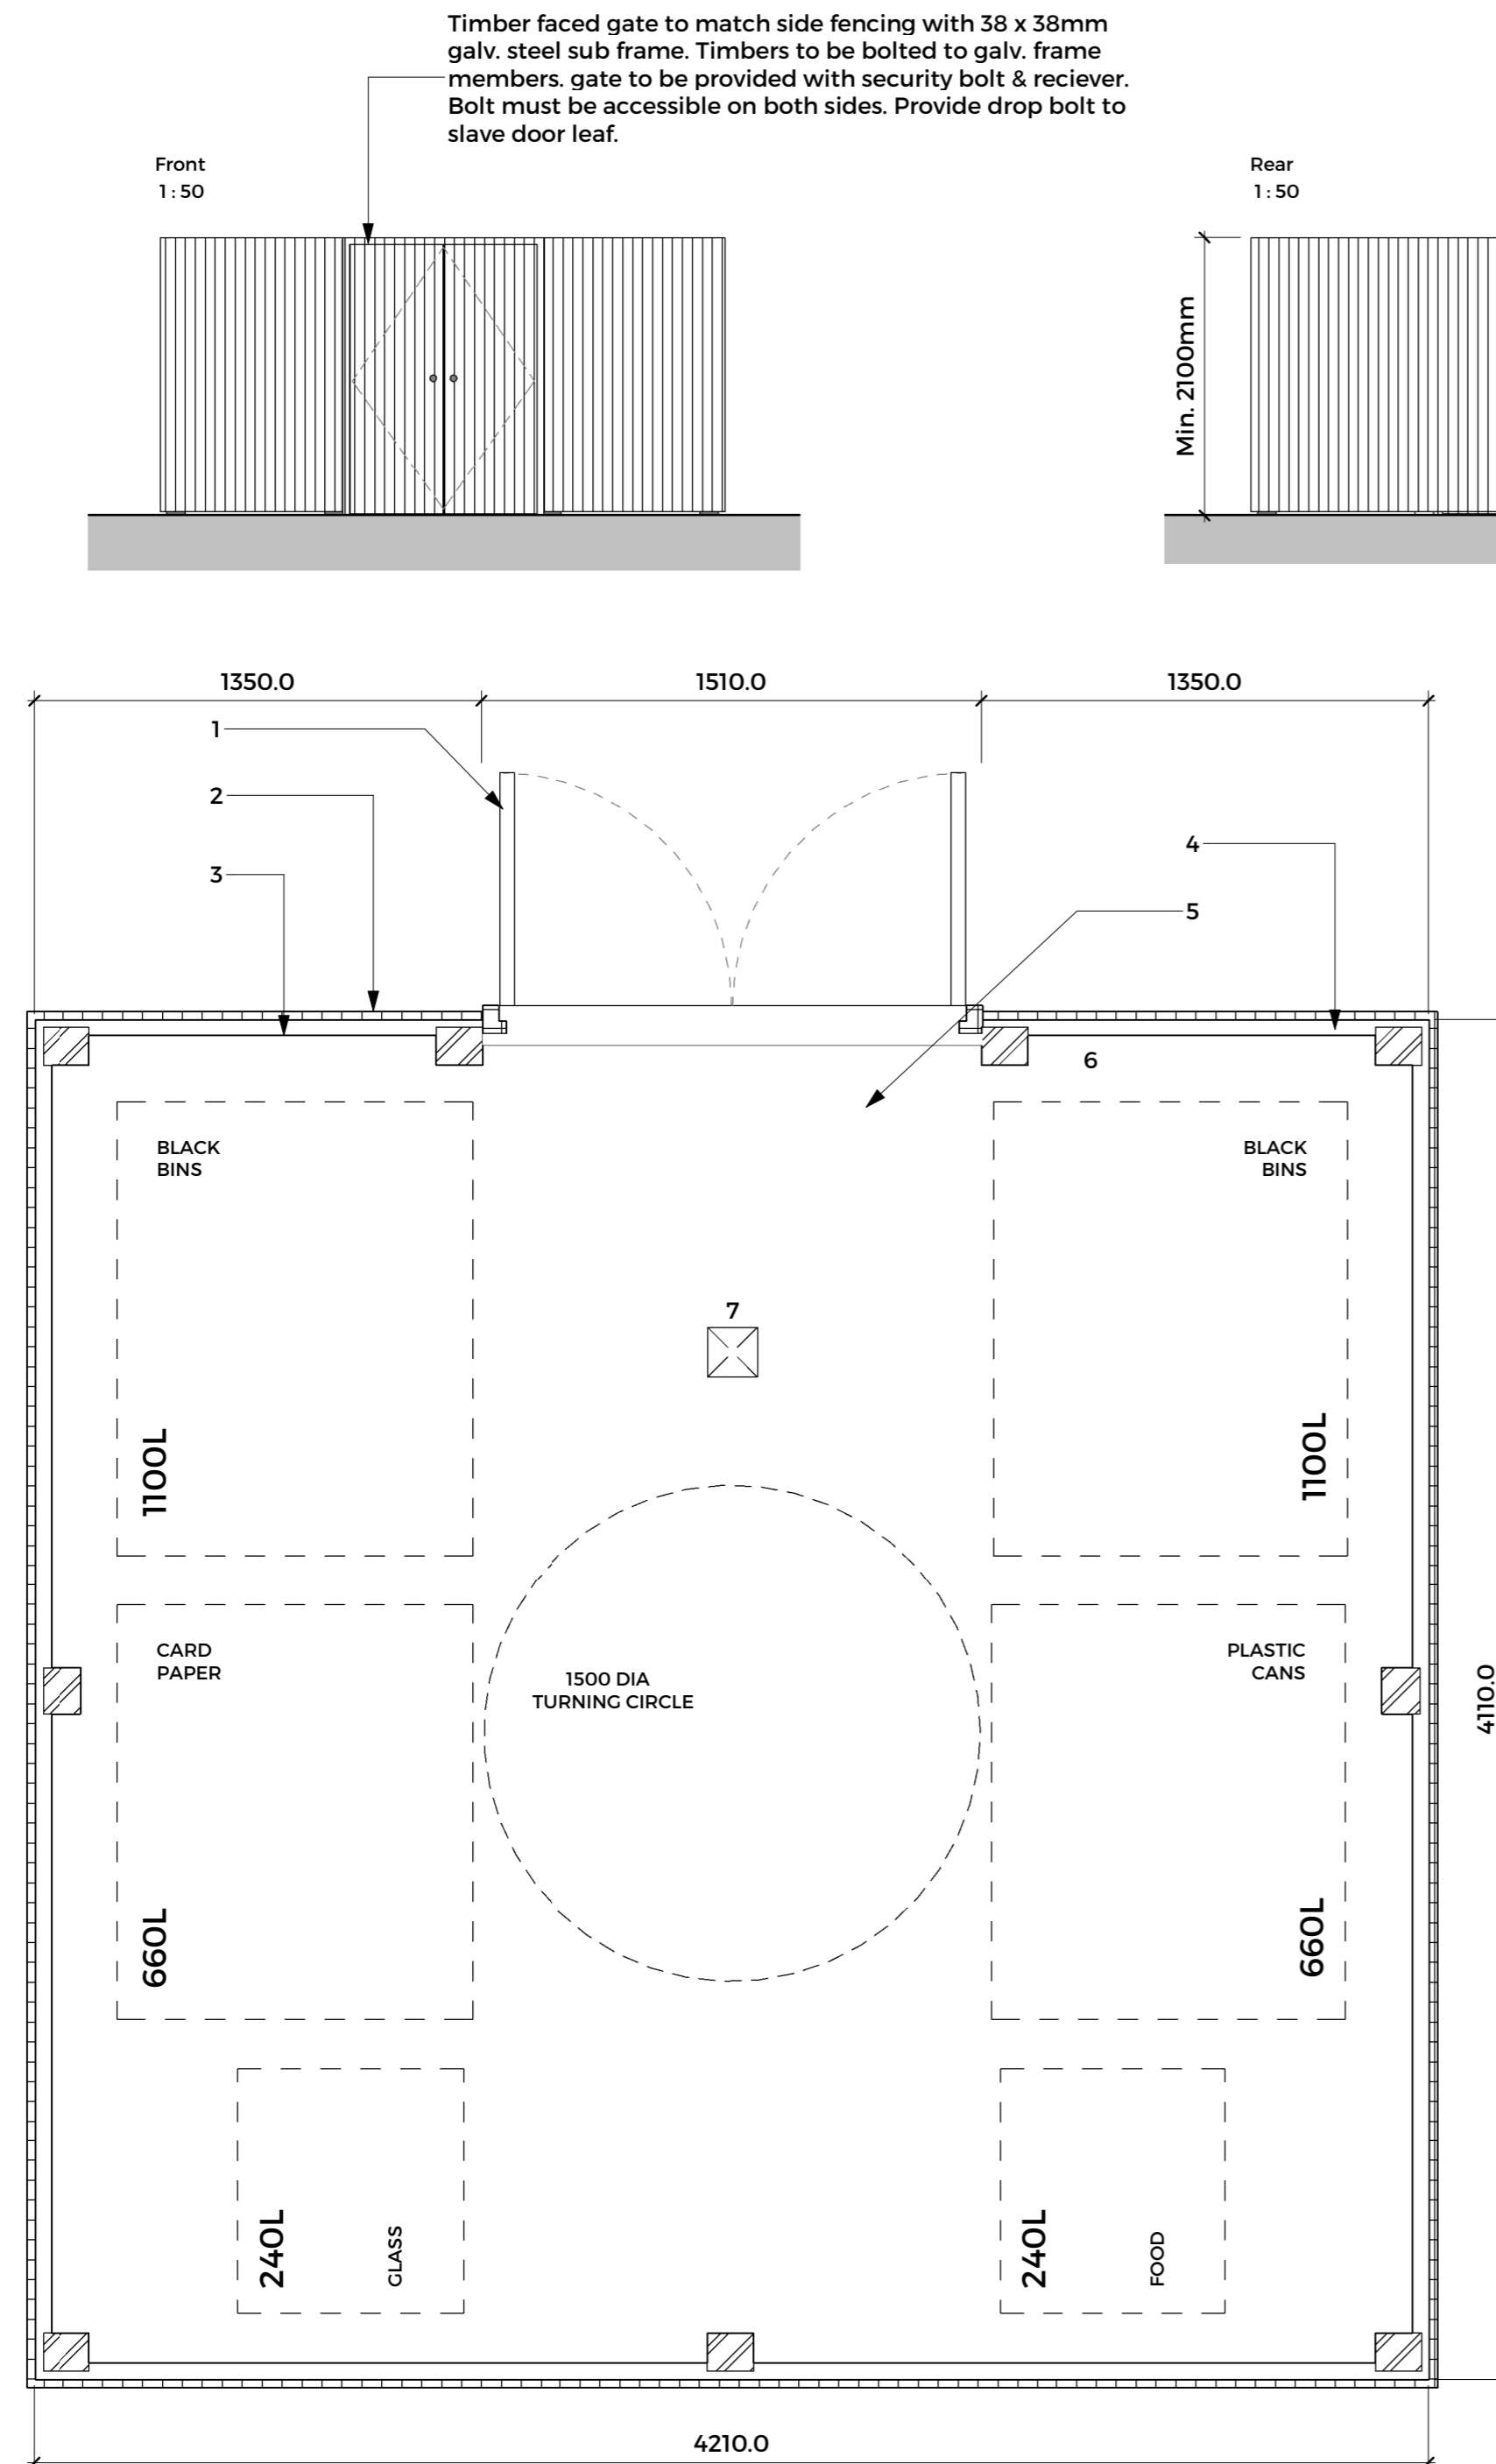 Timber faced gate to match side fencing with 38 x 38mm
galv. steel sub frame. Timbers to be bolted to galv. frame
members. gate to be provided with security bolt & reciever.
Bolt must be accessible on both sides. Provide drop bolt to
slave door leaf.
Front
1 : 50
Rear
1 : 50
Min. 2100mm
1350.0
1510.0
1350.0
1
2
3
4
5
6
BLACK
BINS
BLACK
BINS
7
1100L
1100L
CARD
PAPER
PLASTIC
CANS
1500 DIA
TURNING CIRCLE
4110.0
660L
660L
240L
GLASS
240L
FOOD
4210.0